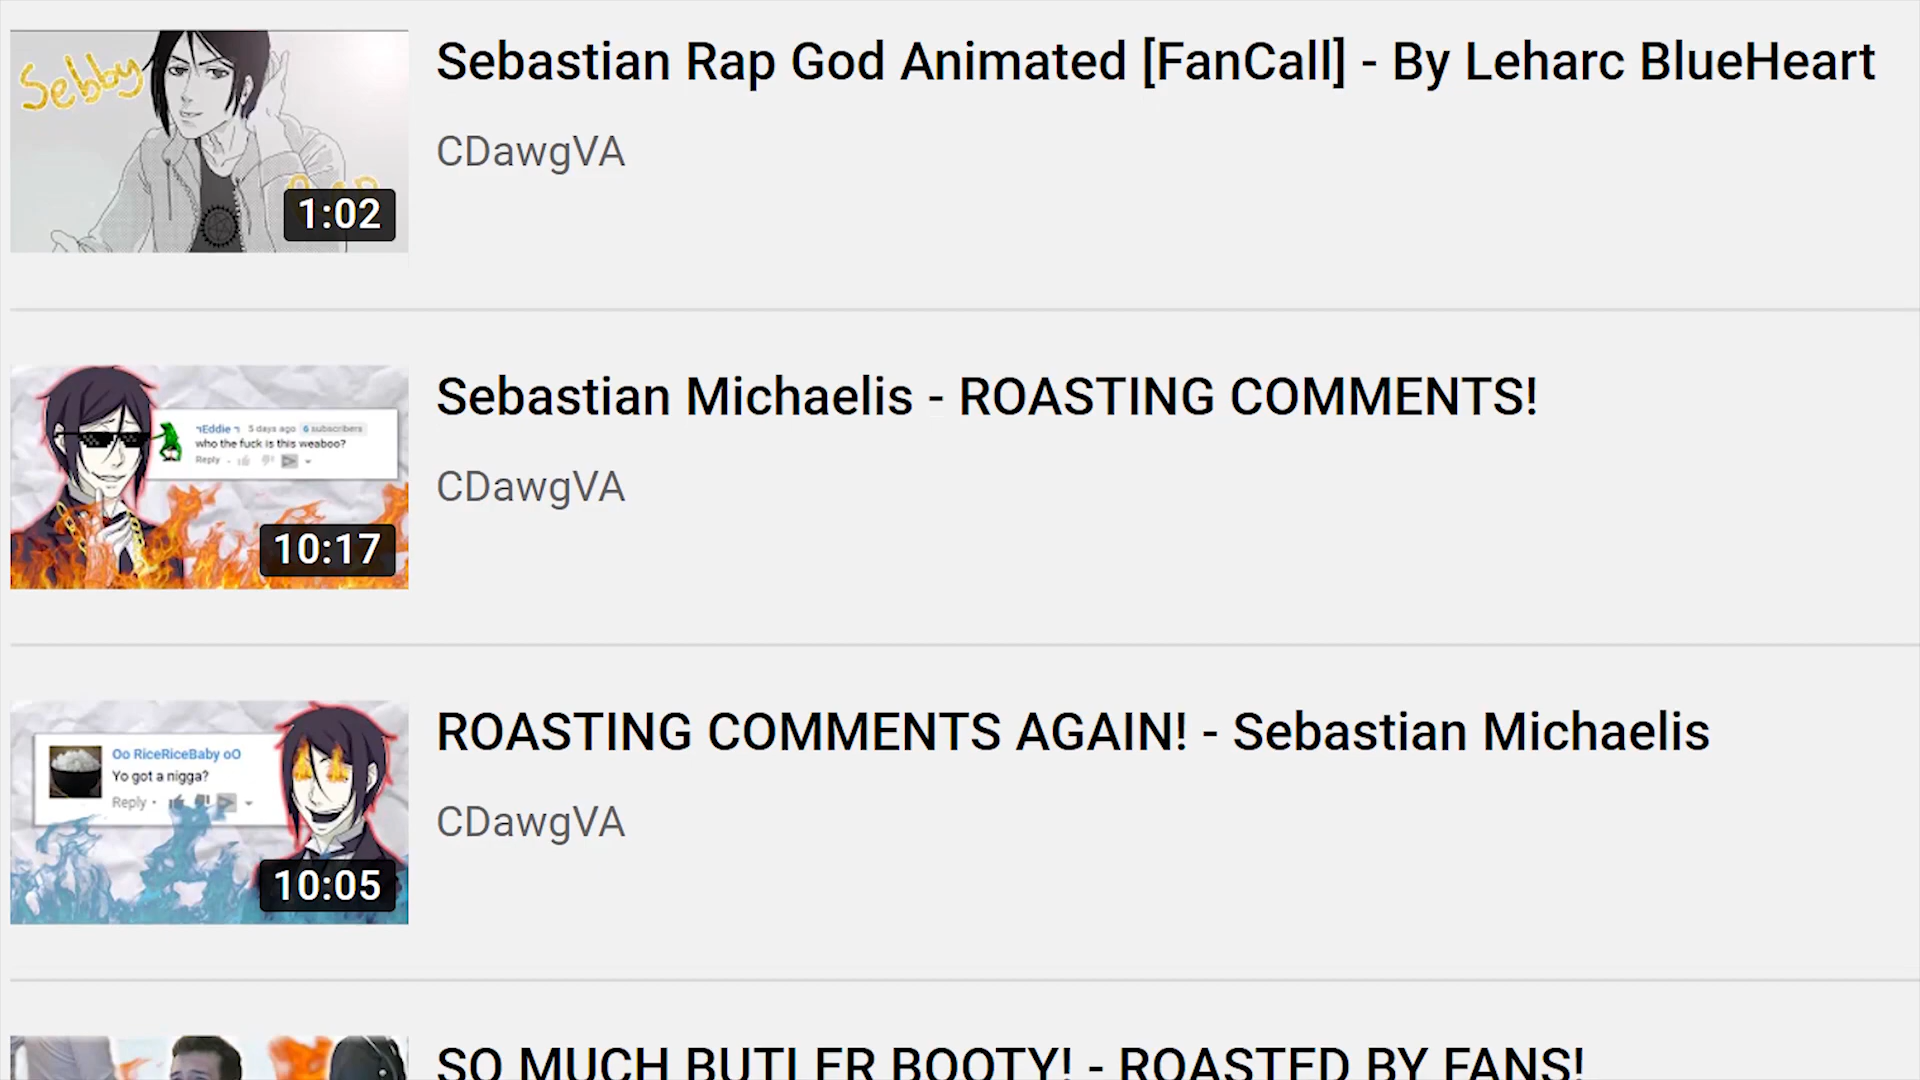 Sebby
1:02
Sebastian Rap God Animated [FanCall] - By Leharc BlueHeart
CDawgVA
Eddie 5 days ago 6 subscribers
who the fuck is this weaboo?
Reply
10:17
Sebastian Michaelis - ROASTING COMMENTS!
CDawgVA
Oo RiceRiceBaby oO
Yo got a nigga?
Reply
10:05
ROASTING COMMENTS AGAIN! - Sebastian Michaelis
CDawgVA
SO MUCH BUTLER BOOTY! - ROASTED BY FANS!